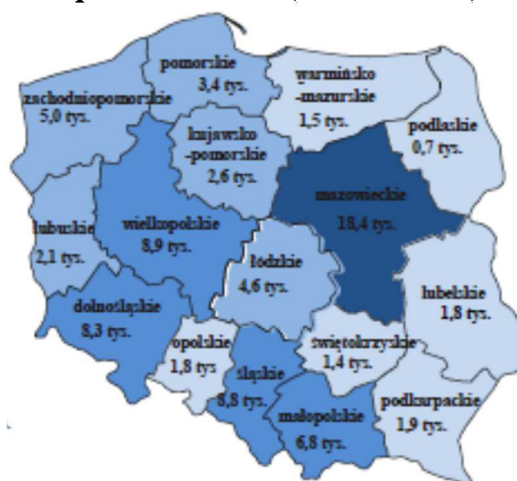 pomorskie
3,4 tys.
warmińsko
-mazurskie
1,5 tys.
zachodniopomorskie
5,0 tys.
podlaskie
0,7 tys.
kujawsko
-pomorskie
2,6 tys.
mazowieckie
18,4 tys.
lubuskie
2,1 tys.
wielkopolskie
8,9 tys.
łódzkie
4,6 tys.
lubelskie
1,8 tys.
dolnośląskie
8,3 tys.
opolskie
1,8 tys
świętokrzyskie
1,4 tys.
śląskie
8,8 tys.
małopolskie
6,8 tys.
podkarpackie
1,9 tys.